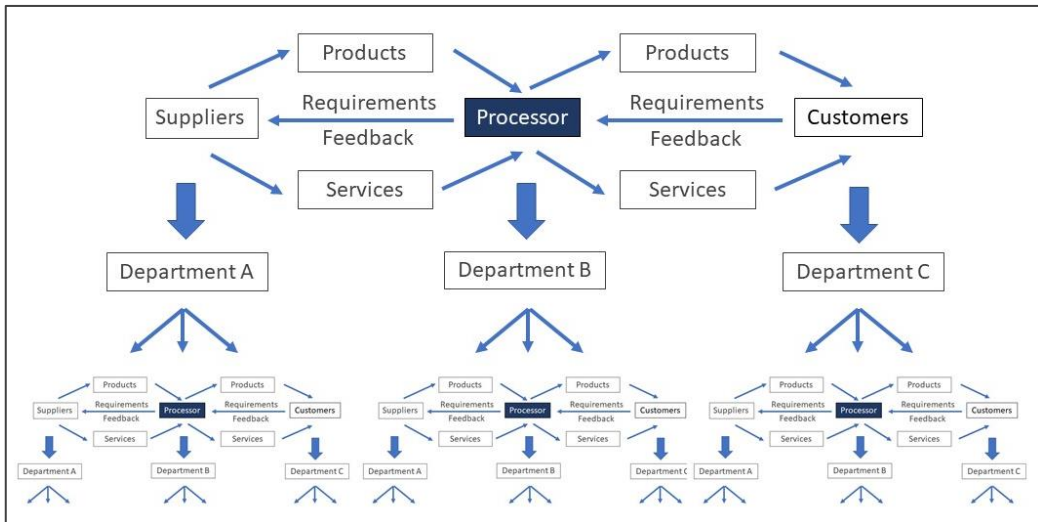 Products
Products
Requirements
Requirements
Suppliers
Processor
Customers
Feedback
Feedback
Services
Services
Department A
Department B
Department C
Products
Products
Products
Products
Products
Products
Requirements
Requirements
Requirements
Requirements
Requirements
Requirements
Suppliers
Processor
Customers
Suppliers
Processor
Customers
Suppliers
Processor
Customers
Feedback
Feedback
Feedback
Feedback
Feedback
Feedback
Services
Services
Services
Services
Services
Services
Department A
Department B
Department C
Department A
Department B
Department C
Department A
Department B
Department C